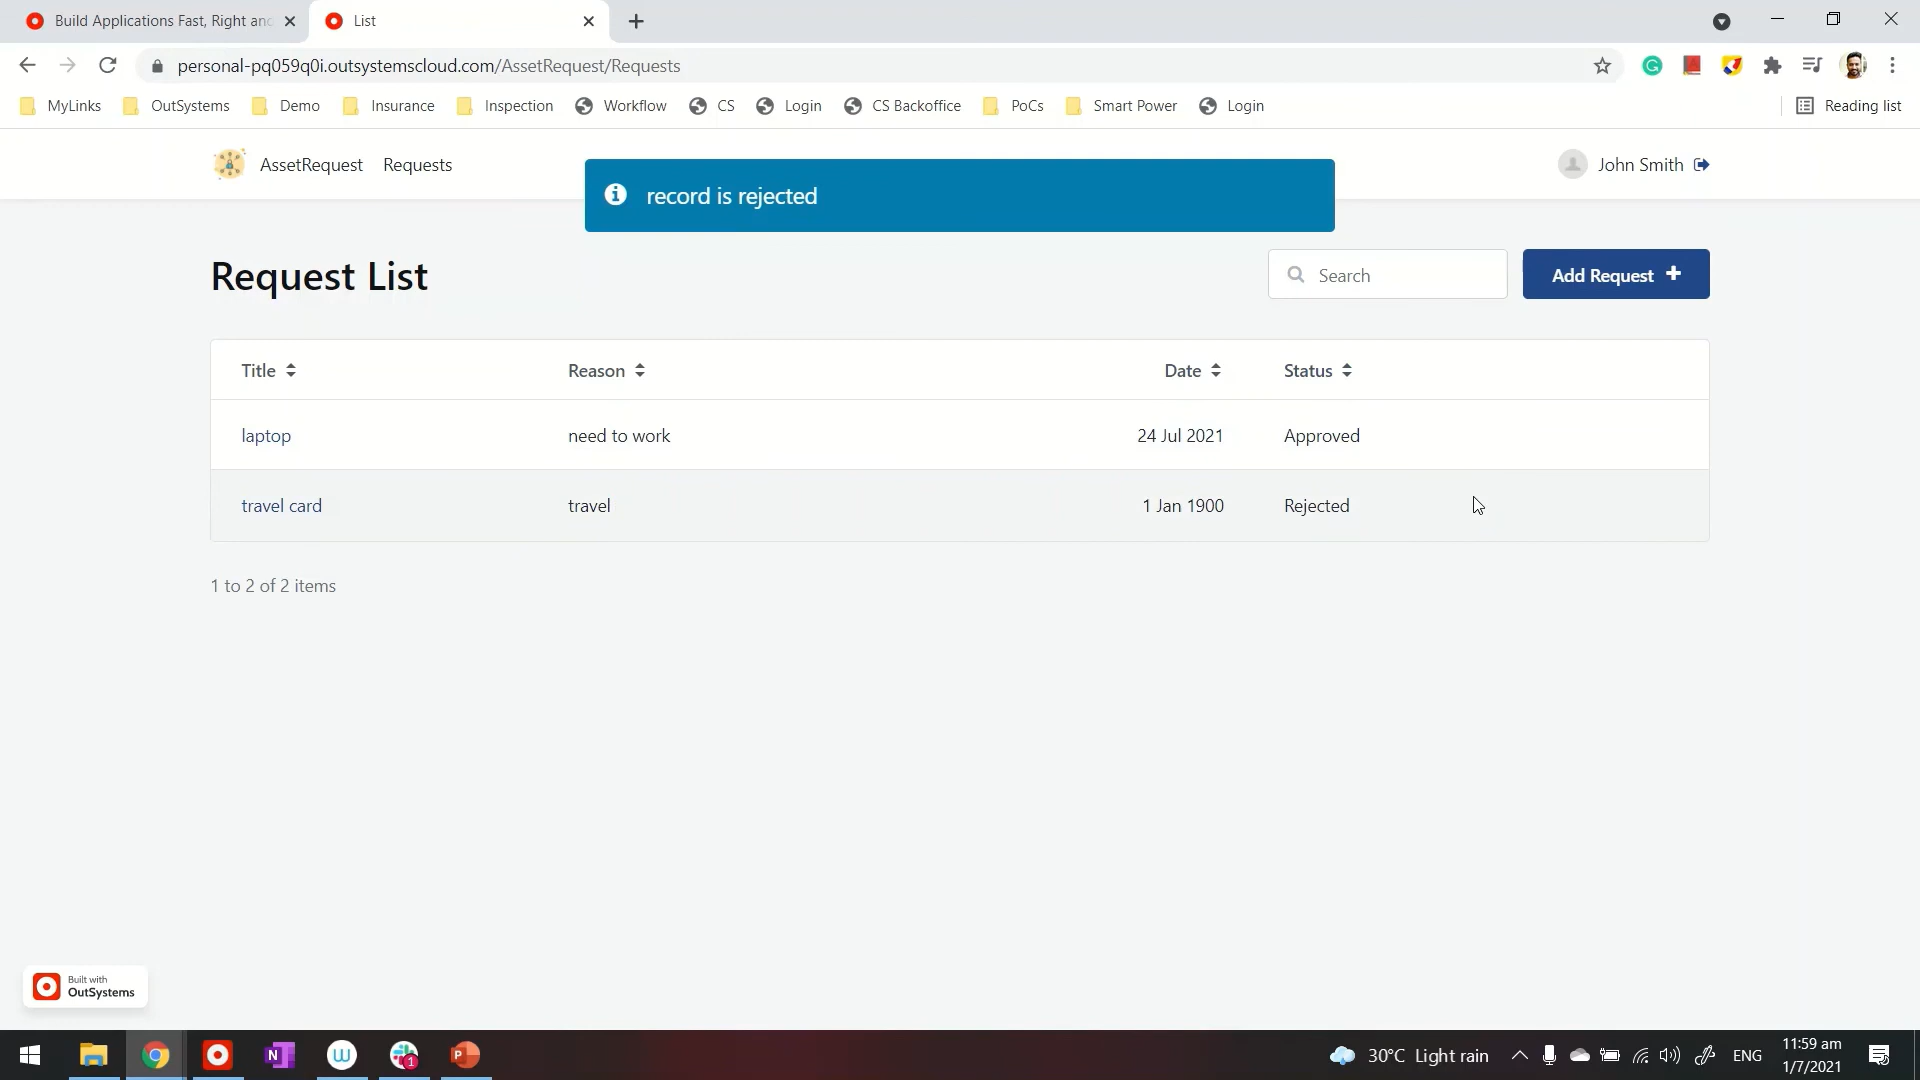 Build Applications Fast, Right and
List
personal-pq059q0i.outsystemscloud.com/AssetRequest/Requests
MyLinks OutSystems Demo Insurance Inspection Workflow CS Login CS Backoffice PoCs Smart Power Login Reading list
AssetRequest Requests
record is rejected
John Smith
Request List
Search
Add Request
Title Reason Date Status
laptop need to work 24 Jul 2021 Approved
travel card travel 1 Jan 1900 Rejected
1 to 2 of 2 items
Built with
OutSystems
30°C Light rain
ENG
11:59 am
1/7/2021